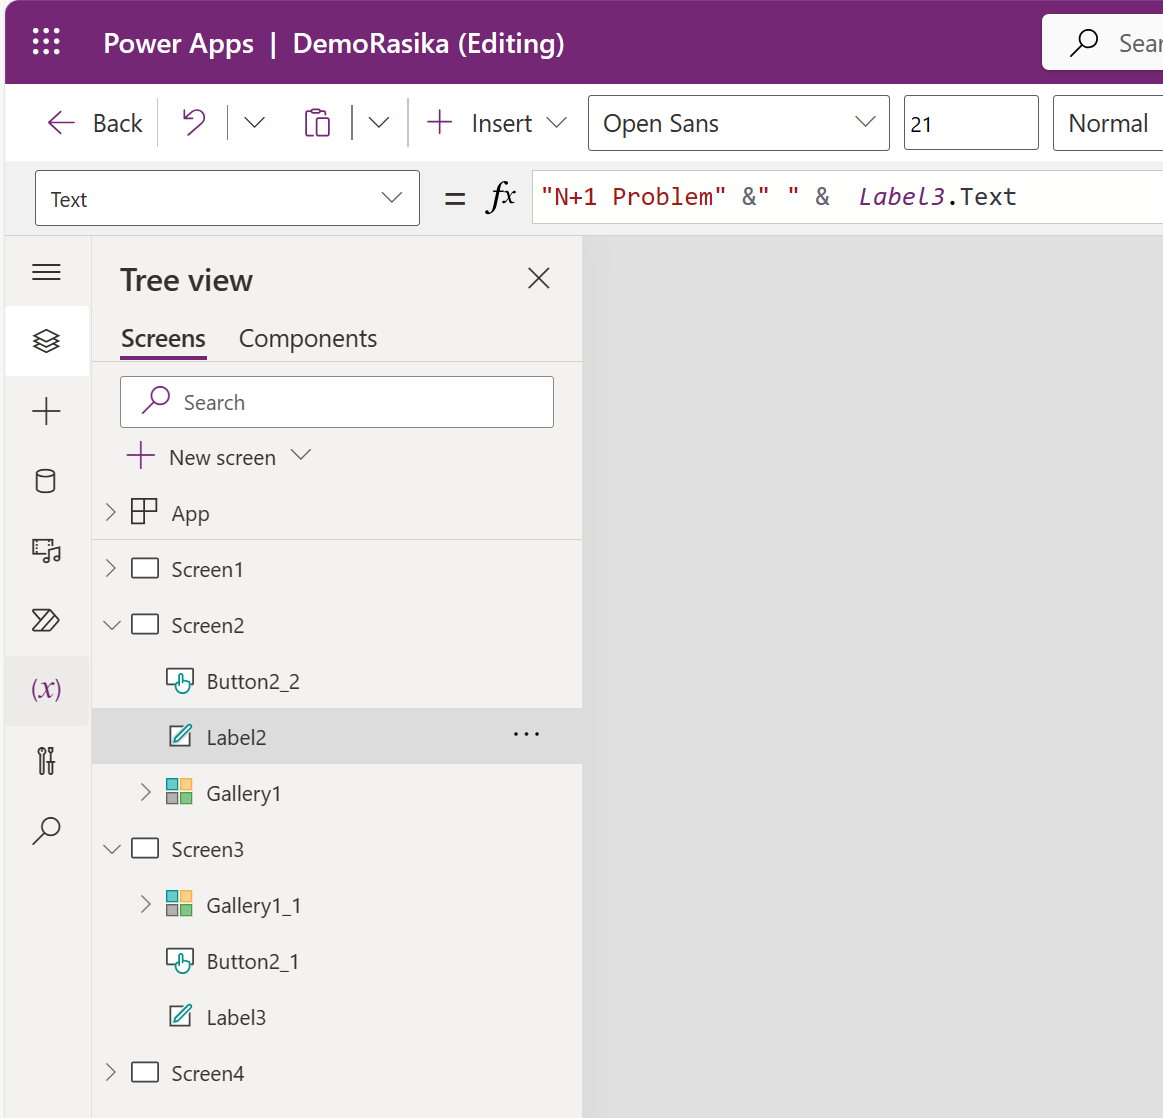 Power Apps | DemoRasika (Editing)
Back
Insert
Open Sans
21
Normal
Text
= fx "N+1 Problem" &" " & Label3.Text
Tree view
Screens Components
Search
New screen
App
Screen1
Screen2
Button2_2
(x)
Label2
Gallery1
Screen3
Gallery1_1
Button2_1
Label3
Screen4